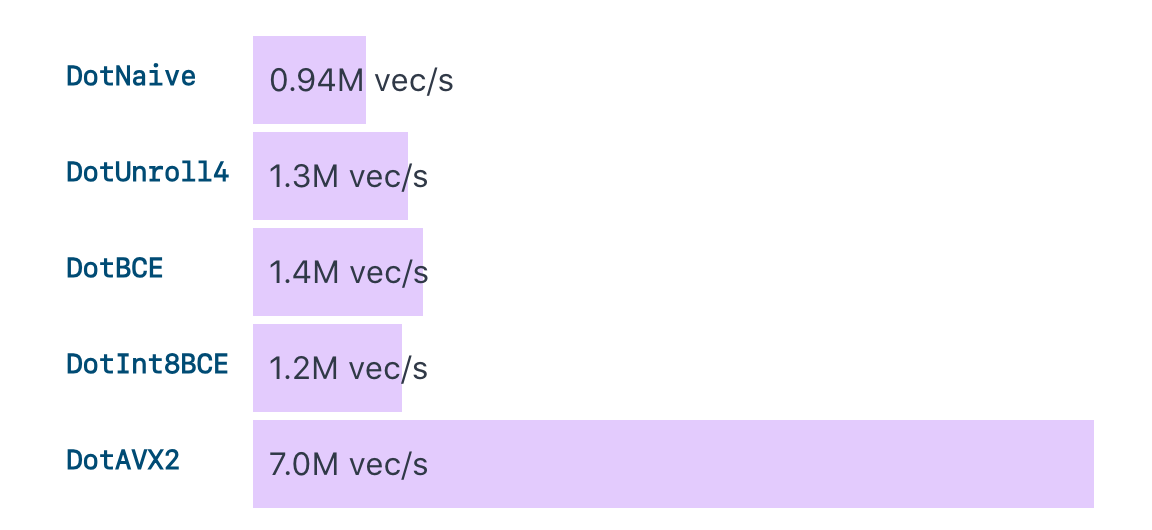 DotNaive 0.94M vec/s
DotUnroll4 1.3M vec/s
DotBCE 1.4M vec/s
DotInt8BCE 1.2M vec/s
DotAVX2 7.0M vec/s